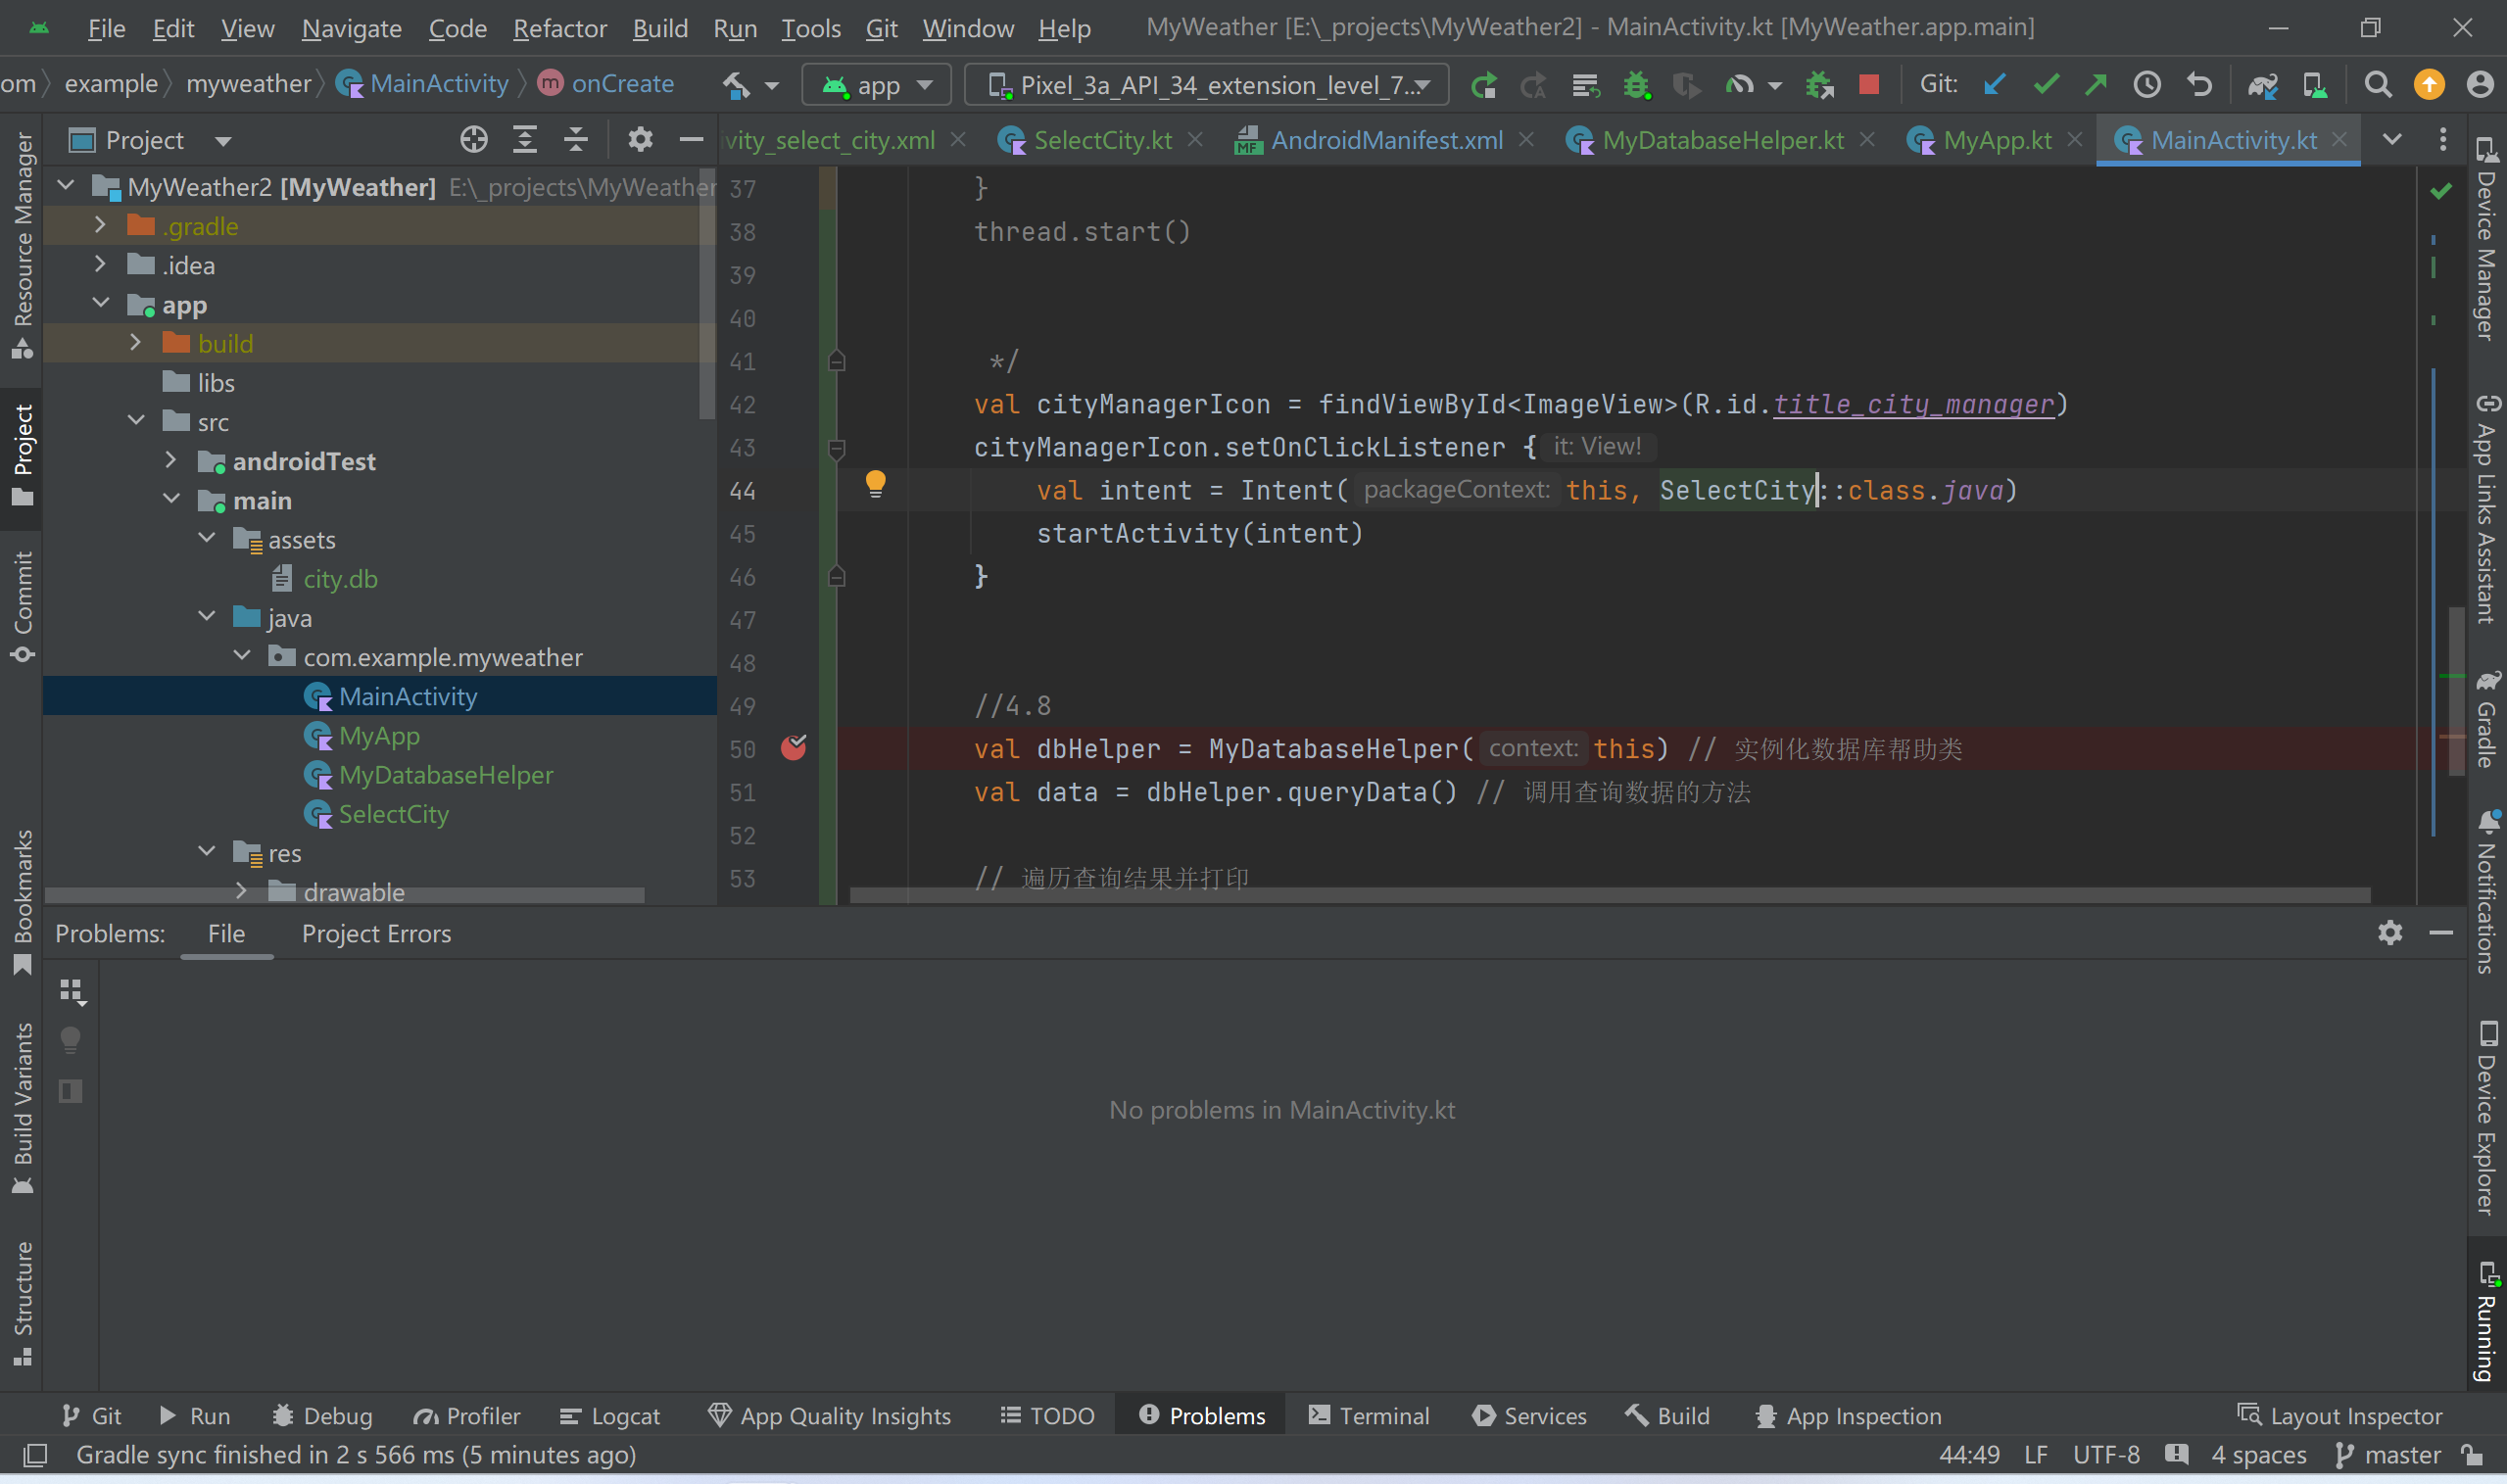 File Edit View Navigate Code Refactor Build Run Tools Git Window Help MyWeather [E:\_projects\MyWeather2] - MainActivity.kt [MyWeather.app.main]
om example myweather MainActivity m onCreate app Pixel_3a_API_34_extension_level_7... Git:
Project
ivity_select_city.xml SelectCity.kt MF AndroidManifest.xml MyDatabaseHelper.kt MyApp.kt MainActivity.kt
Resource Manager
Project
Commit
Bookmarks
Build Variants
Structure
MyWeather2 [MyWeather] E:\_projects\MyWeather
.gradle
.idea
app
build
libs
src
androidTest
main
assets
city.db
java
com.example.myweather
MainActivity
MyApp
MyDatabaseHelper
SelectCity
res
drawable
37 }
38 thread.start()
39
40
41 */
42 val cityManagerIcon = findViewById<ImageView>(R.id.title_city_manager)
43 cityManagerIcon.setOnClickListener { it: View!
44 val intent = Intent( packageContext: this, SelectCity::class.java)
45 startActivity(intent)
46 }
47
48
49 //4.8
50 val dbHelper = MyDatabaseHelper( context: this) // 实例化数据库帮助类
51 val data = dbHelper.queryData() // 调用查询数据的方法
52
53 // 遍历查询结果并打印
Device Manager
App Links Assistant
Gradle
Notifications
Device Explorer
Running
Problems: File Project Errors
No problems in MainActivity.kt
Git Run Debug Profiler Logcat App Quality Insights TODO Problems Terminal Services Build App Inspection Layout Inspector
Gradle sync finished in 2 s 566 ms (5 minutes ago) 44:49 LF UTF-8 4 spaces master